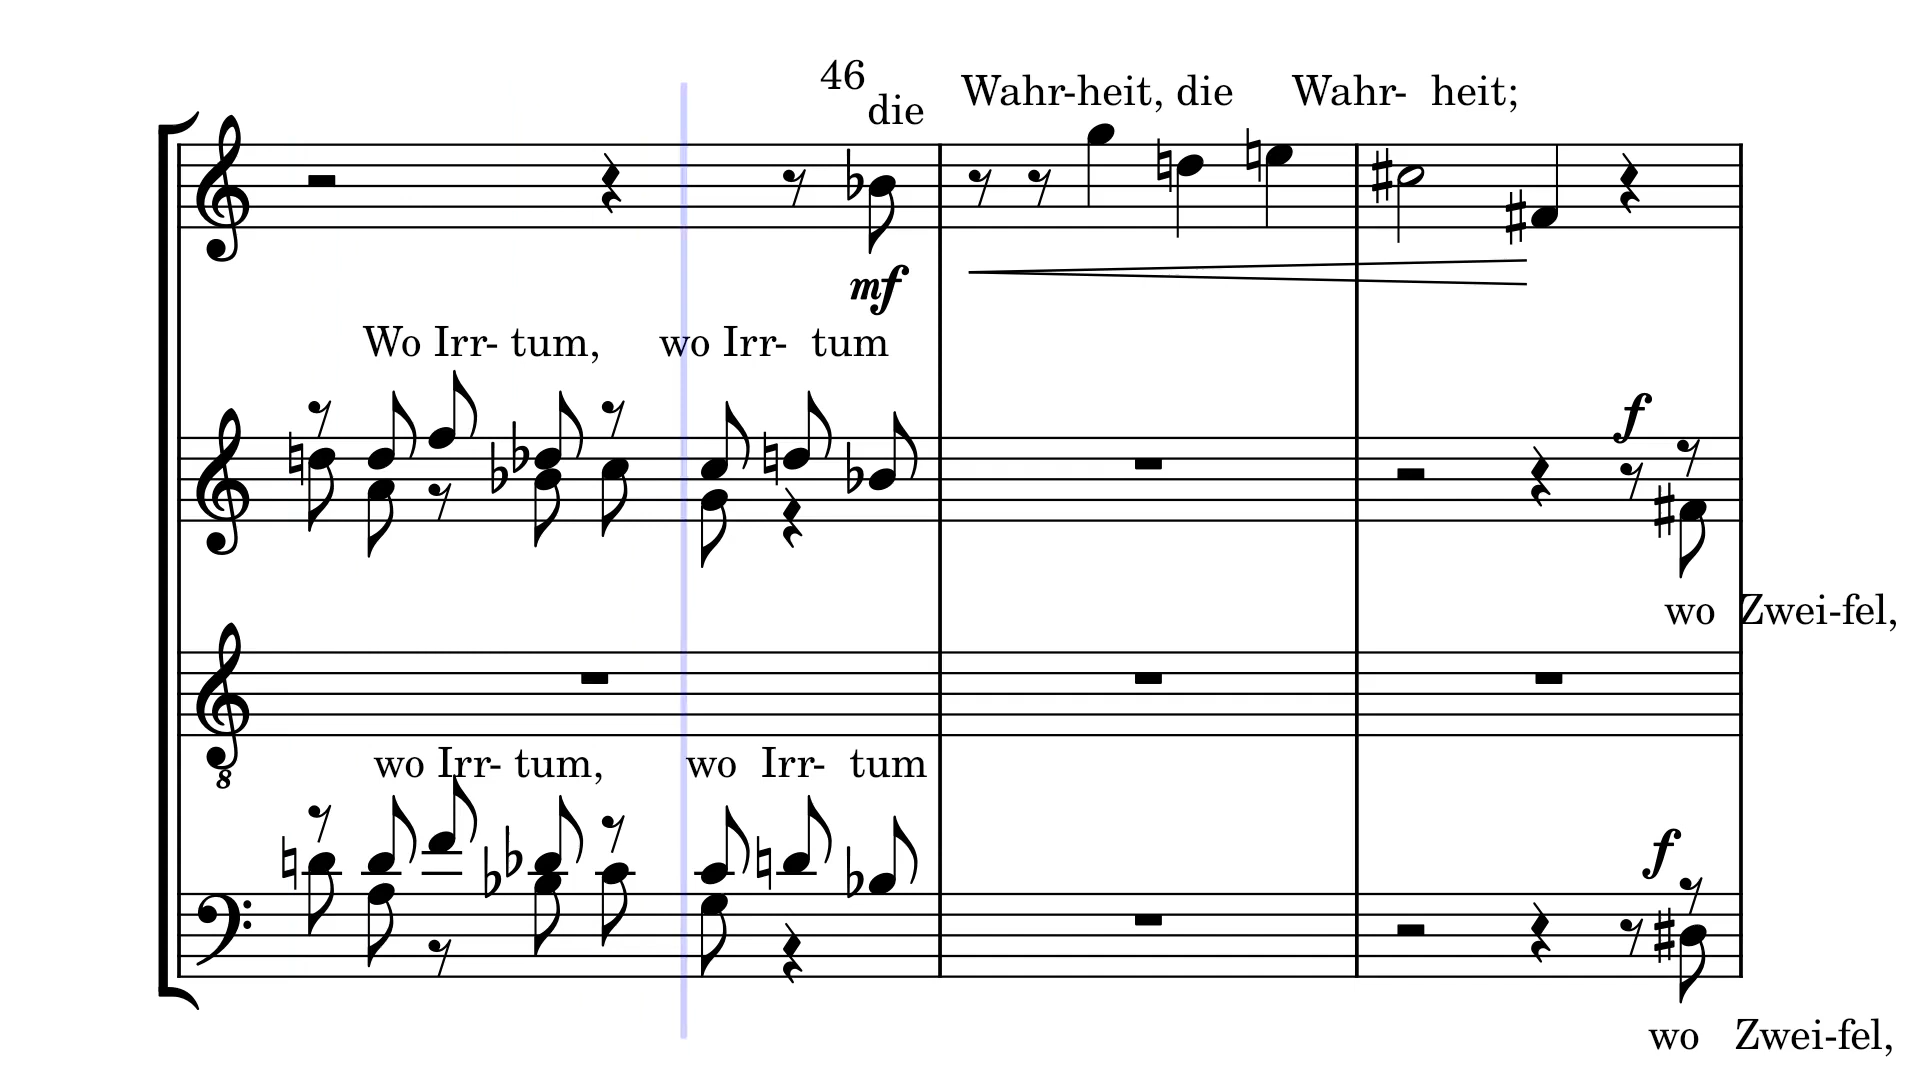 46
die
Wahr-heit, die Wahr- heit;
mf
Wo Irr- tum, wo Irr- tum
f
wo Zwei-fel,
8
wo Irr- tum, wo Irr- tum
f
wo Zwei-fel,